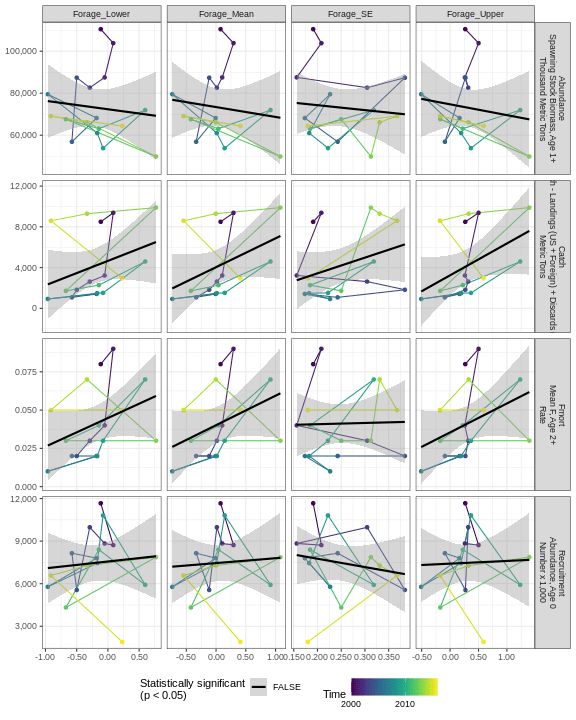 Forage_Lower Forage_Mean Forage_SE Forage_Upper
100,000
80,000
60,000
Abundance
Spawning Stock Biomass, Age 1+
Thousand Metric Tons
12,000
8,000
4,000
0
Catch
h - Landings (US + Foreign) + Discards
Metric Tons
0.075
0.050
0.025
0.000
Fmort
Mean F, Age 2+
Rate
12,000
9,000
6,000
3,000
Recruitment
Abundance, Age 0
Number x 1,000
-1.00 -0.50 0.00 0.50 -0.50 0.00 0.50 1.00 0.150 0.200 0.250 0.300 0.350 -0.50 0.00 0.50 1.00
Statistically significant
(p < 0.05)
FALSE
Time
2000 2010